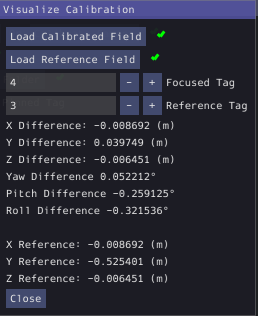 Visualize Calibration
Load Calibrated Field
Load Reference Field
4 - + Focused Tag
3 - + Reference Tag
X Difference: -0.008692 (m)
Y Difference: 0.039749 (m)
Z Difference: -0.006451 (m)
Yaw Difference 0.052212°
Pitch Difference -0.259125°
Roll Difference -0.321536°
X Reference: -0.008692 (m)
Y Reference: -0.525401 (m)
Z Reference: -0.006451 (m)
Close